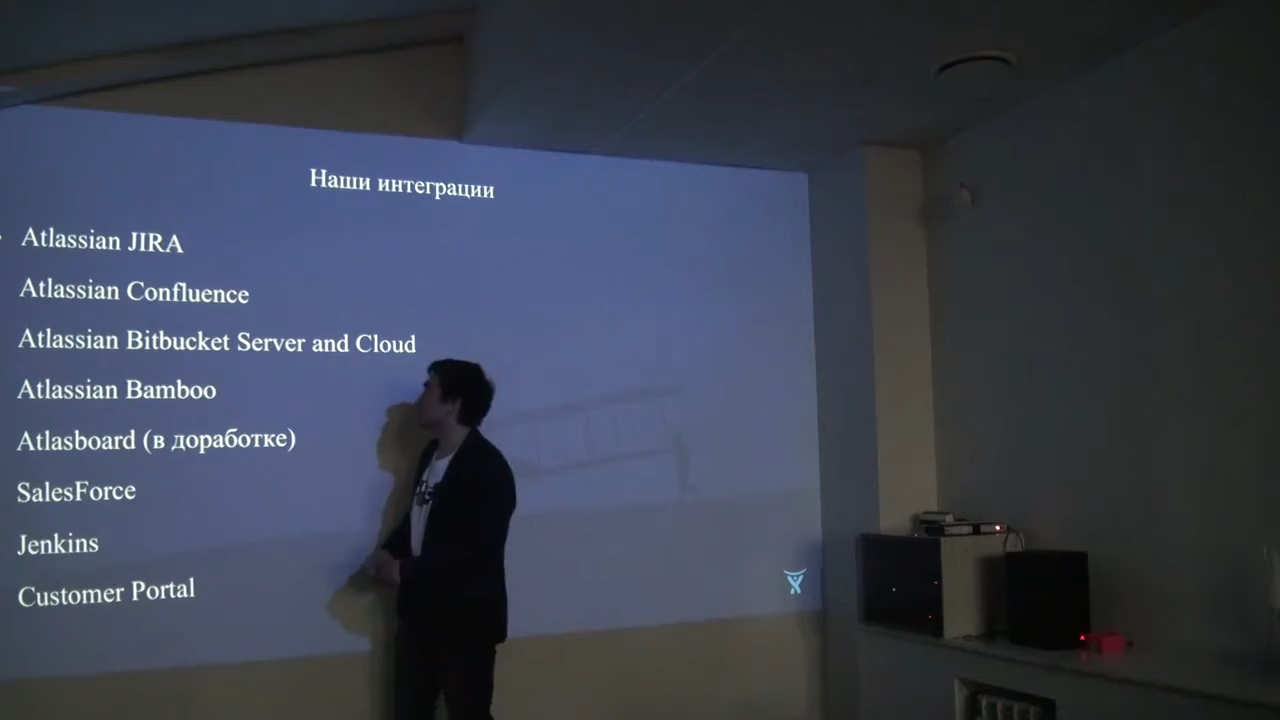 Наши интеграции
Atlassian JIRA
Atlassian Confluence
Atlassian Bitbucket Server and Cloud
Atlassian Bamboo
Atlasboard (в доработке)
SalesForce
Jenkins
Customer Portal